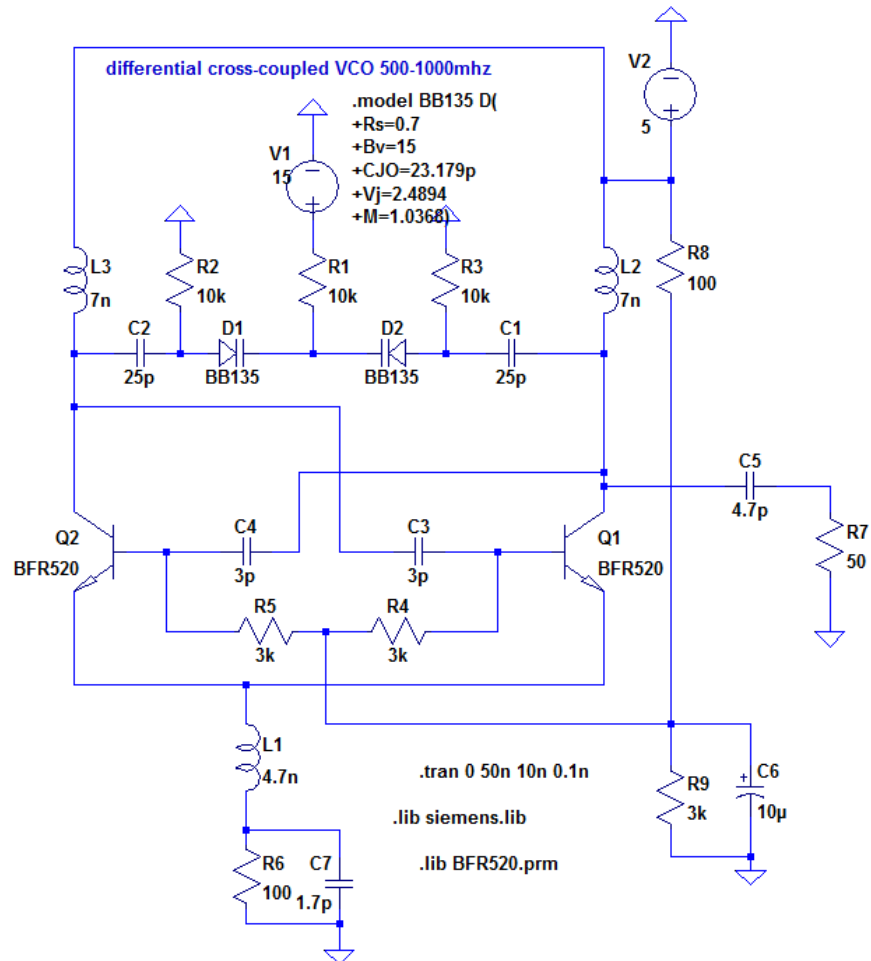 differential cross-coupled VCO 500-1000mhz
V2
5
.model BB135 D(
+Rs=0.7
+Bv=15
+CJO=23.179p
+Vj=2.4894
+M=1.0368)
V1
15
L3
7n
R2
10k
R1
10k
R3
10k
L2
7n
R8
100
C2
25p
D1
BB135
D2
BB135
C1
25p
C5
4.7p
R7
50
Q2
BFR520
C4
3p
C3
3p
Q1
BFR520
R5
3k
R4
3k
L1
4.7n
.tran 0 50n 10n 0.1n
.lib siemens.lib
.lib BFR520.prm
R9
3k
C6
10µ
R6
100
C7
1.7p